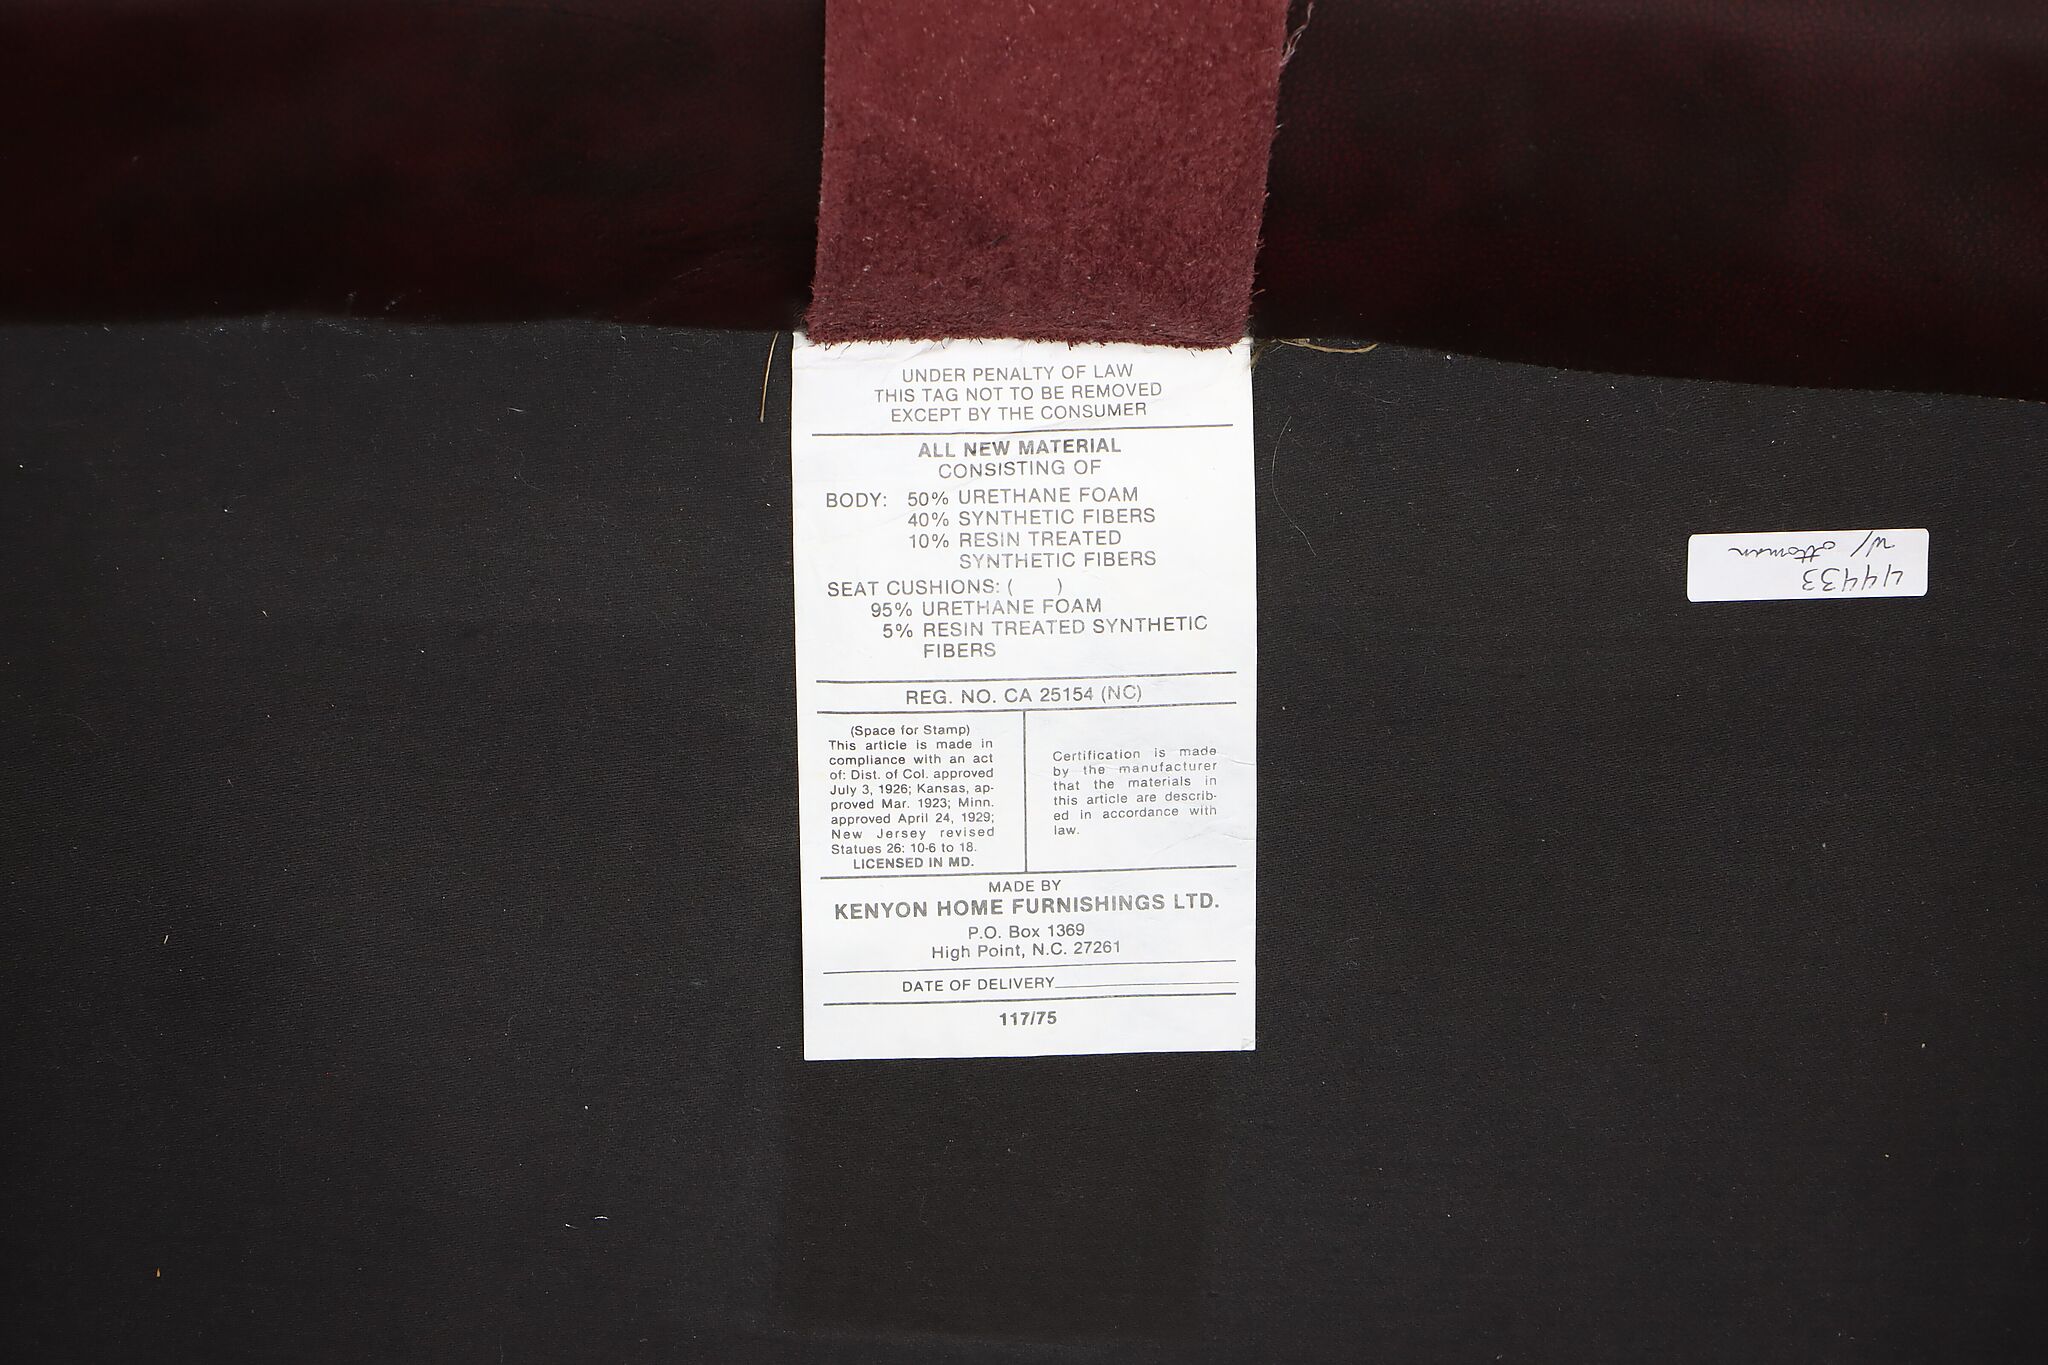 UNDER PENALTY OF LAW
THIS TAG NOT TO BE REMOVED
EXCEPT BY THE CONSUMER
ALL NEW MATERIAL
CONSISTING OF
BODY: 50% URETHANE FOAM
40% SYNTHETIC FIBERS
10% RESIN TREATED
SYNTHETIC FIBERS
SEAT CUSHIONS: ( )
95% URETHANE FOAM
5% RESIN TREATED SYNTHETIC
FIBERS
REG. NO. CA 25154 (NC)
(Space for Stamp)
This article is made in
compliance with an act
of: Dist. of Col. approved
July 3, 1926; Kansas, ap-
proved Mar. 1923; Minn.
approved April 24, 1929;
New Jersey revised
Statues 26: 10-6 to 18.
LICENSED IN MD.
Certification is made
by the manufacturer
that the materials in
this article are describ-
ed in accordance with
law.
MADE BY
KENYON HOME FURNISHINGS LTD.
P.O. Box 1369
High Point, N.C. 27261
DATE OF DELIVERY
117/75
44433
w/ ottoman